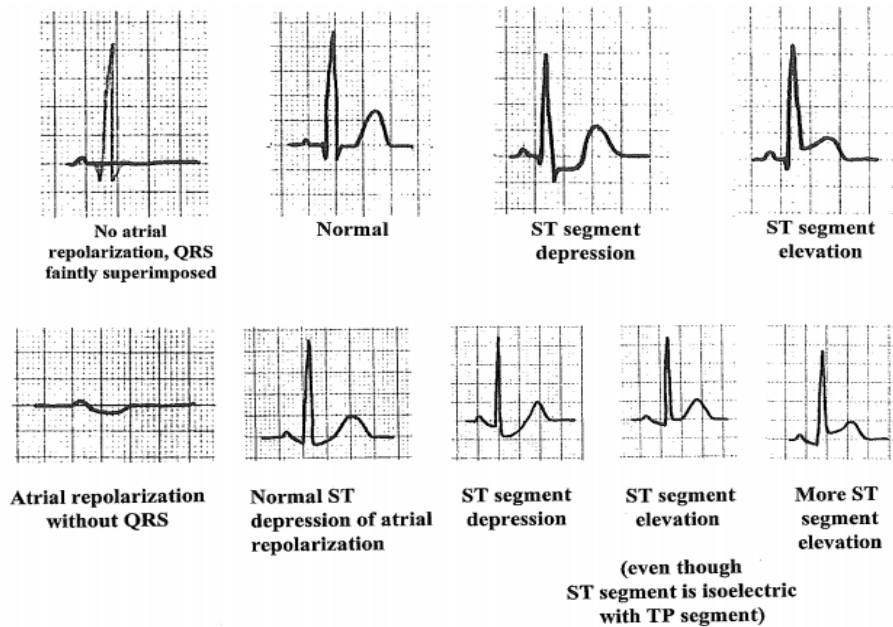 No atrial
repolarization, QRS
faintly superimposed
Normal
ST segment
depression
ST segment
elevation
Atrial repolarization
without QRS
Normal ST
depression of atrial
repolarization
ST segment
depression
ST segment
elevation
(even though
ST segment is isoelectric
with TP segment)
More ST
segment
elevation